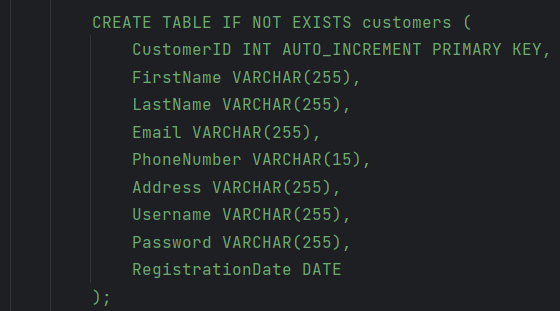 CREATE TABLE IF NOT EXISTS customers (
CustomerID INT AUTO_INCREMENT PRIMARY KEY,
FirstName VARCHAR(255),
LastName VARCHAR(255),
Email VARCHAR(255),
PhoneNumber VARCHAR(15),
Address VARCHAR(255),
Username VARCHAR(255),
Password VARCHAR(255),
RegistrationDate DATE
);